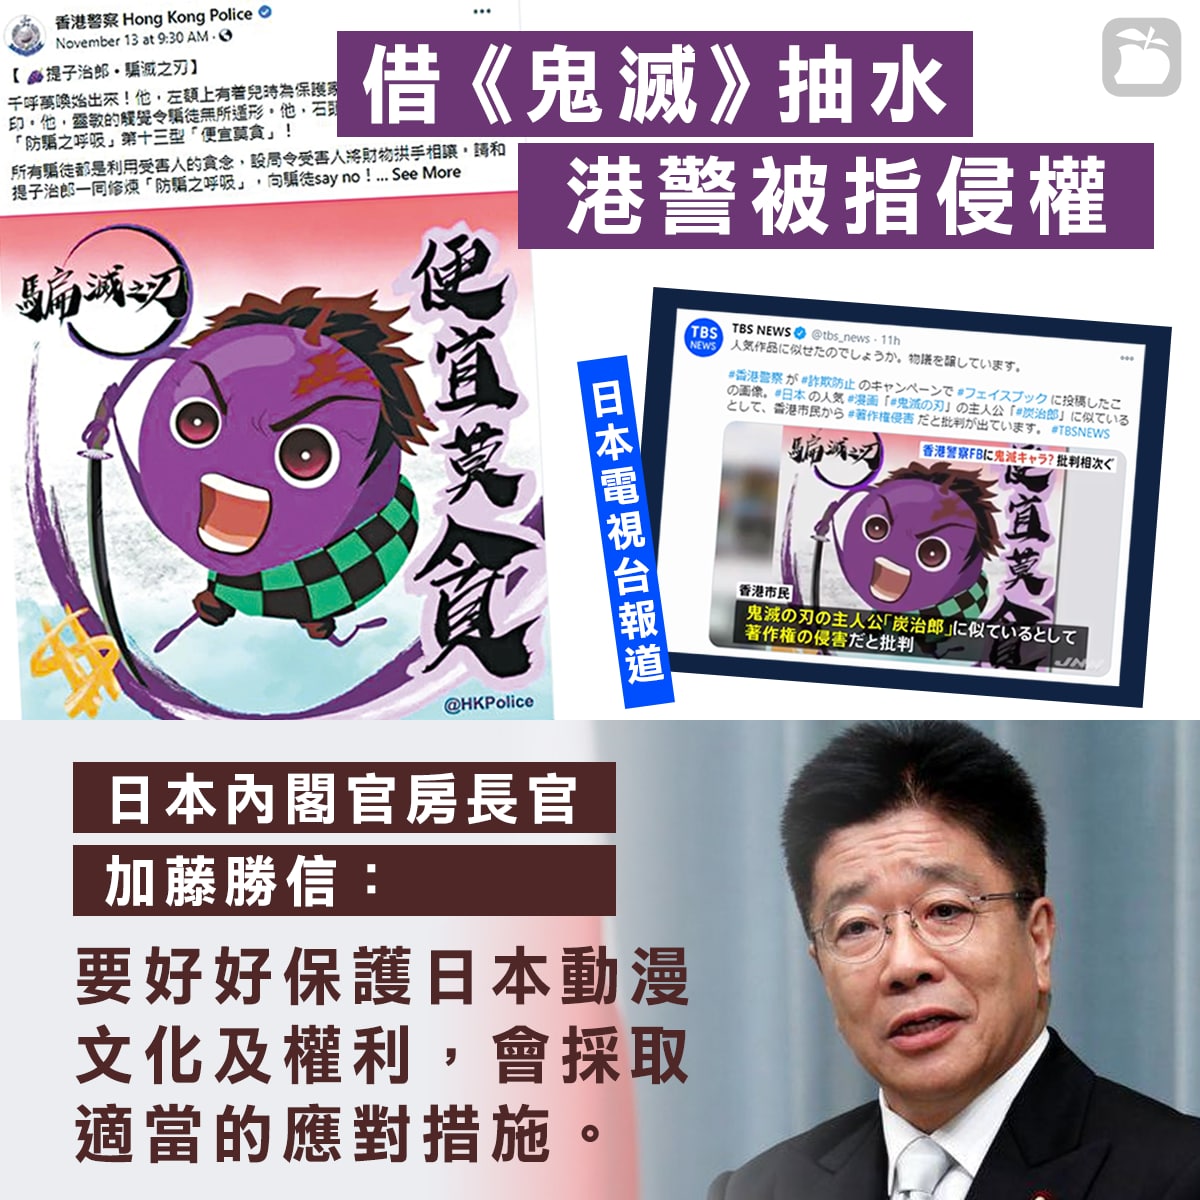 香港警察 Hong Kong Police
November 13 at 9:30 AM
【 提子治郎•騙滅之刃】
千呼萬喚始出來！他，左額上有着兒時為保護家
印。他，靈敏的觸覺令騙徒無所遁形。他，石頭
「防騙之呼吸」第十三型「便宜莫貪」！
所有騙徒都是利用受害人的貪念，設局令受害人將財物拱手相讓。請和
提子治郎一同修煉「防騙之呼吸」，向騙徒say no！... See More
借《鬼滅》抽水
港警被指侵權
騙滅之刃
便宜莫貪
@HKPolice
日本電視台報道
TBS NEWS
TBS NEWS @tbs_news · 11h
人気作品に似せたのでしょうか。物議を醸しています。
#香港警察 が #詐欺防止 のキャンペーンで #フェイスブック に投稿したこ
の画像。#日本 の人気 #漫画「#鬼滅の刃」の主人公「#炭治郎」に似ている
として、香港市民から #著作権侵害 だと批判が出ています。 #TBSNEWS
騙滅之刃
香港警察FBに鬼滅キャラ? 批判相次ぐ
便宜莫貪
香港市民
鬼滅の刃の主人公「炭治郎」に似ているとして
著作権の侵害だと批判
JNN
日本內閣官房長官
加藤勝信：
要好好保護日本動漫
文化及權利，會採取
適當的應對措施。